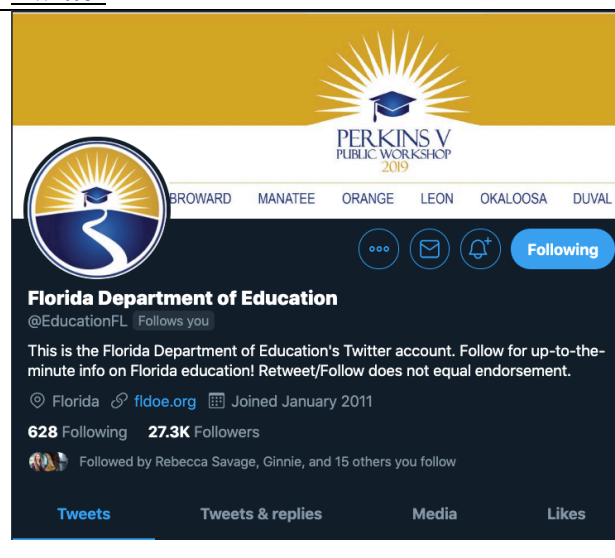 PERKINS V
PUBLIC WORKSHOP
2019
BROWARD MANATEE ORANGE LEON OKALOOSA DUVAL
Following
Florida Department of Education
@EducationFL Follows you
This is the Florida Department of Education's Twitter account. Follow for up-to-the-
minute info on Florida education! Retweet/Follow does not equal endorsement.
Florida fldoe.org Joined January 2011
628 Following 27.3K Followers
Followed by Rebecca Savage, Ginnie, and 15 others you follow
Tweets Tweets & replies Media Likes